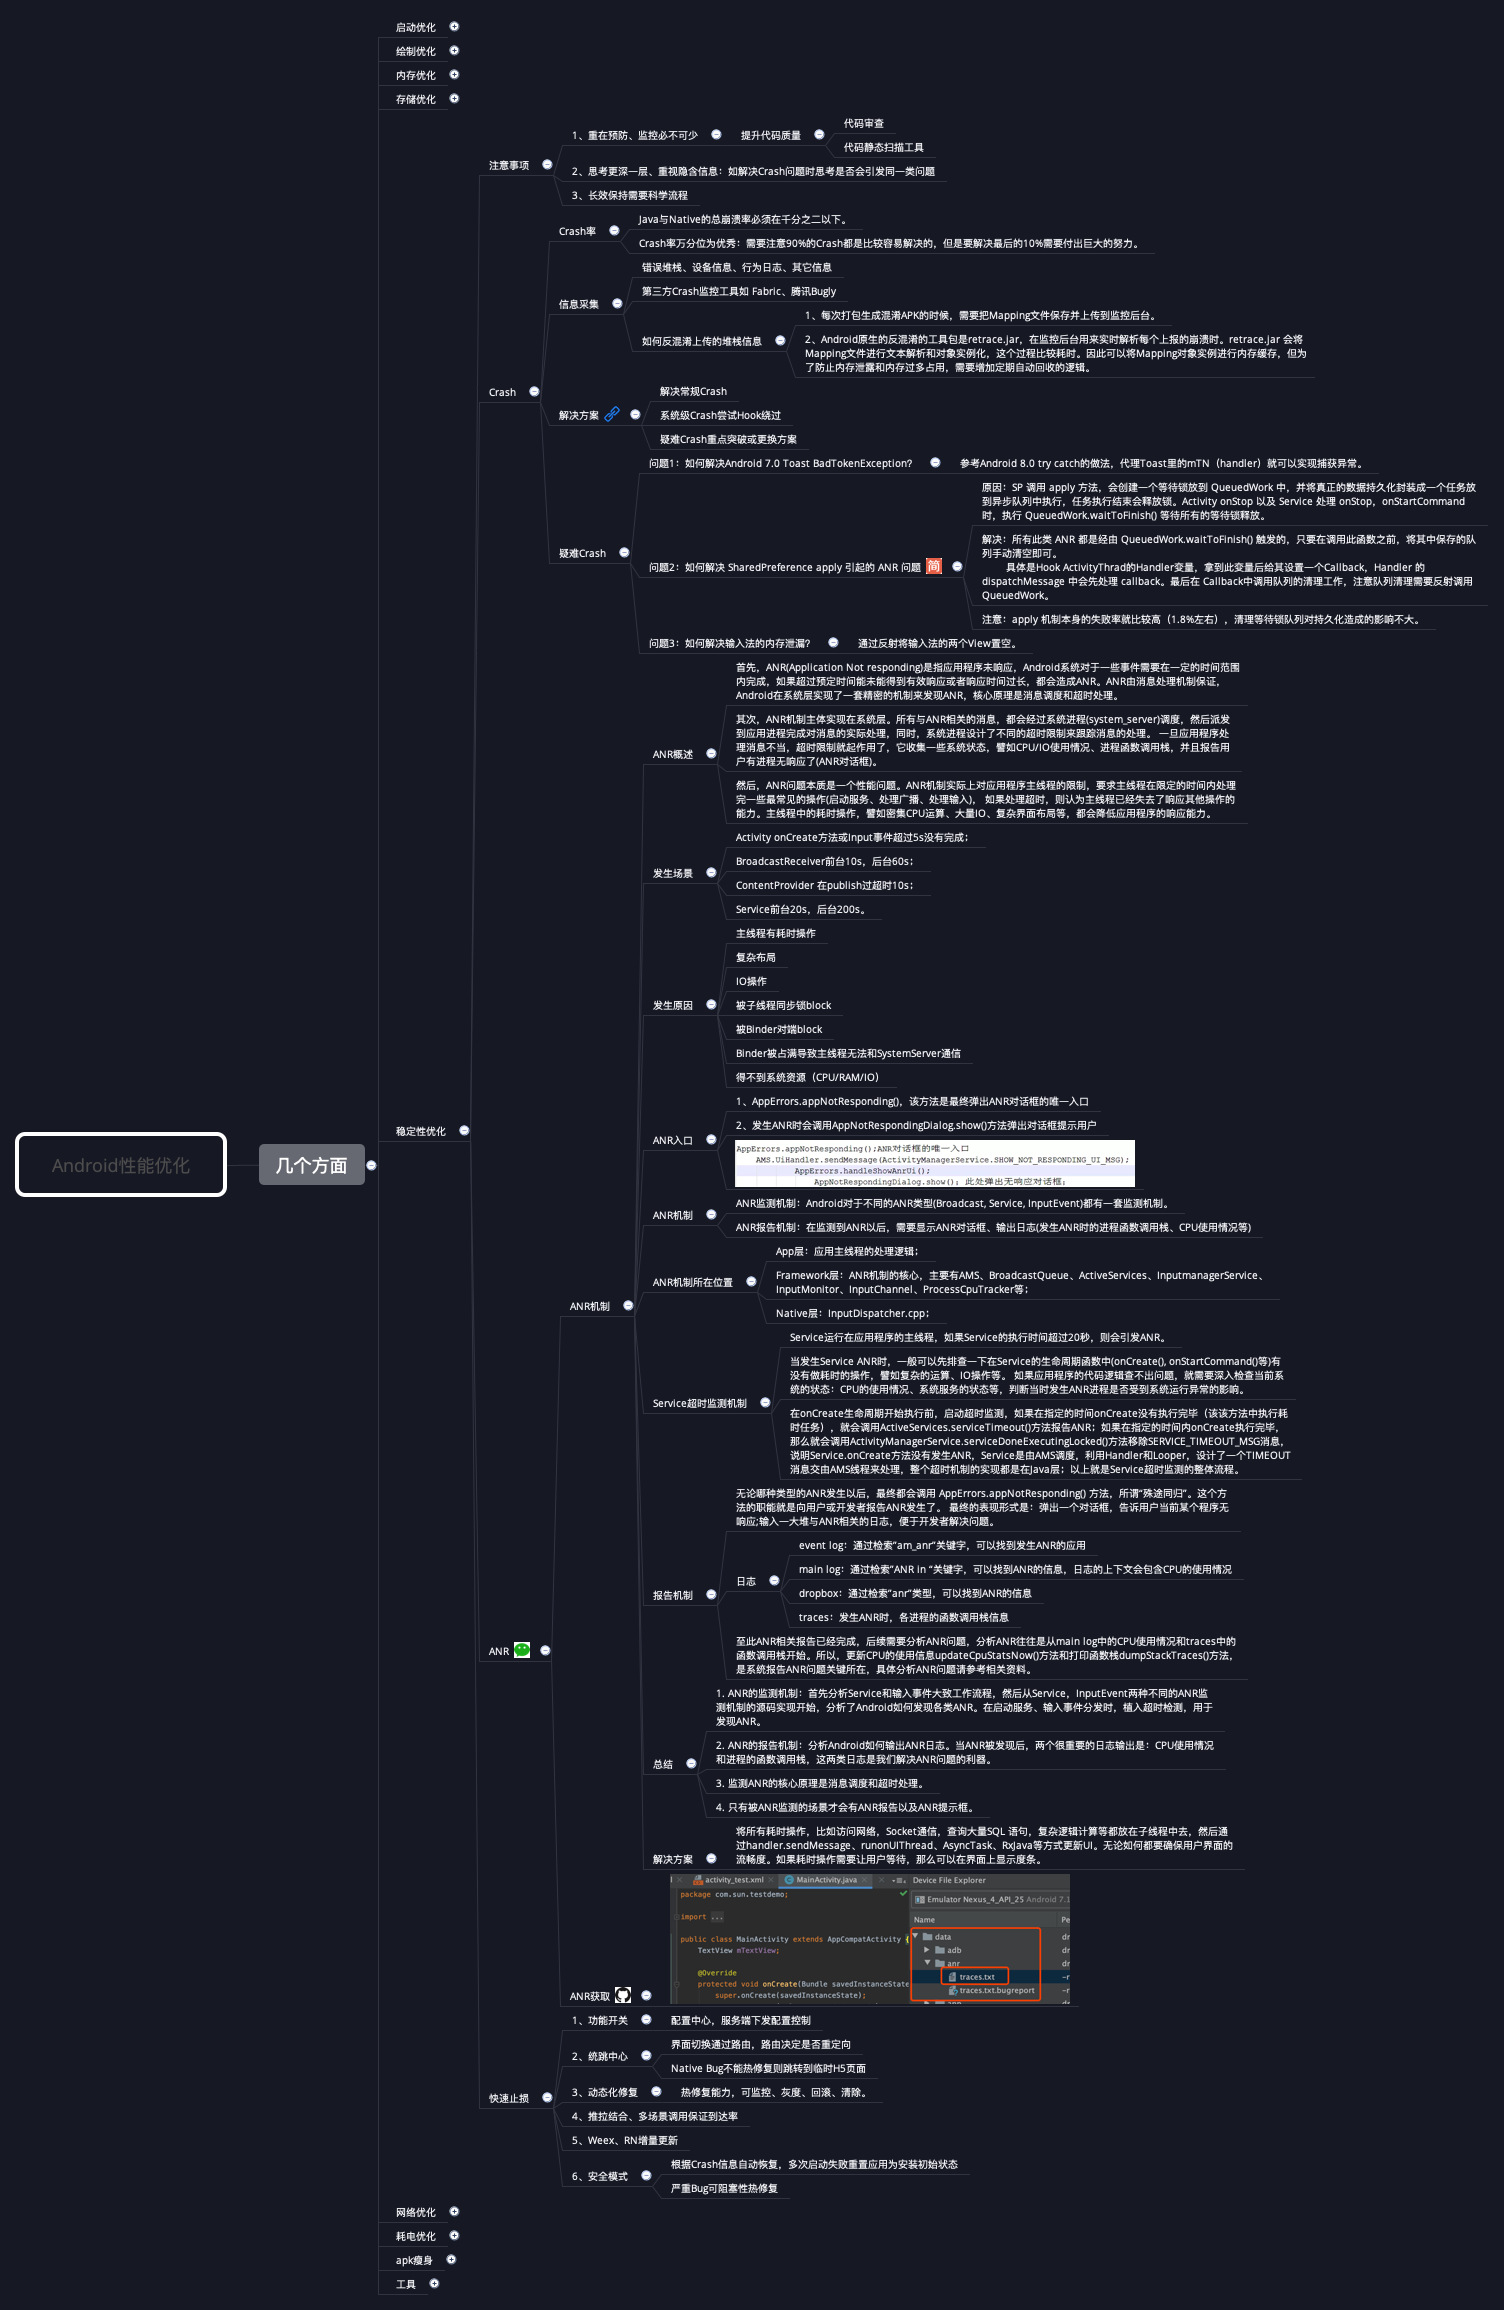 启动优化
绘制优化
内存优化
存储优化
Android性能优化
几个方面
稳定性优化
注意事项
1、重在预防、监控必不可少
提升代码质量
代码审查
代码静态扫描工具
2、思考更深一层、重视隐含信息：如解决Crash问题时思考是否会引发同一类问题
3、长效保持需要科学流程
Crash
Crash率
Java与Native的总崩溃率必须在千分之二以下。
Crash率万分位为优秀：需要注意90%的Crash都是比较容易解决的，但是要解决最后的10%需要付出巨大的努力。
信息采集
错误堆栈、设备信息、行为日志、其它信息
第三方Crash监控工具如 Fabric、腾讯Bugly
如何反混淆上传的堆栈信息
1、每次打包生成混淆APK的时候，需要把Mapping文件保存并上传到监控后台。
2、Android原生的反混淆的工具包是retrace.jar，在监控后台用来实时解析每个上报的崩溃时。retrace.jar 会将
Mapping文件进行文本解析和对象实例化，这个过程比较耗时。因此可以将Mapping对象实例进行内存缓存，但为
了防止内存泄露和内存过多占用，需要增加定期自动回收的逻辑。
解决方案
解决常规Crash
系统级Crash尝试Hook绕过
疑难Crash重点突破或更换方案
疑难Crash
问题1：如何解决Android 7.0 Toast BadTokenException?
参考Android 8.0 try catch的做法，代理Toast里的mTN（handler）就可以实现捕获异常。
问题2：如何解决 SharedPreference apply 引起的 ANR 问题
简
原因：SP 调用 apply 方法，会创建一个等待锁放到 QueuedWork 中，并将真正的数据持久化封装成一个任务放
到异步队列中执行，任务执行结束会释放锁。Activity onStop 以及 Service 处理 onStop，onStartCommand
时，执行 QueuedWork.waitToFinish() 等待所有的等待锁释放。
解决：所有此类 ANR 都是经由 QueuedWork.waitToFinish() 触发的，只要在调用此函数之前，将其中保存的队
列手动清空即可。
具体是Hook ActivityThrad的Handler变量，拿到此变量后给其设置一个Callback，Handler 的
dispatchMessage 中会先处理 callback。最后在 Callback中调用队列的清理工作，注意队列清理需要反射调用
QueuedWork。
注意：apply 机制本身的失败率就比较高（1.8%左右），清理等待锁队列对持久化造成的影响不大。
问题3：如何解决输入法的内存泄漏?
通过反射将输入法的两个View置空。
ANR
ANR机制
ANR概述
首先，ANR(Application Not responding)是指应用程序未响应，Android系统对于一些事件需要在一定的时间范围
内完成，如果超过预定时间能未能得到有效响应或者响应时间过长，都会造成ANR。ANR由消息处理机制保证，
Android在系统层实现了一套精密的机制来发现ANR，核心原理是消息调度和超时处理。
其次，ANR机制主体实现在系统层。所有与ANR相关的消息，都会经过系统进程(system_server)调度，然后派发
到应用进程完成对消息的实际处理，同时，系统进程设计了不同的超时限制来跟踪消息的处理。 一旦应用程序处
理消息不当，超时限制就起作用了，它收集一些系统状态，譬如CPU/IO使用情况、进程函数调用栈，并且报告用
户有进程无响应了(ANR对话框)。
然后，ANR问题本质是一个性能问题。ANR机制实际上对应用程序主线程的限制，要求主线程在限定的时间内处理
完一些最常见的操作(启动服务、处理广播、处理输入)， 如果处理超时，则认为主线程已经失去了响应其他操作的
能力。主线程中的耗时操作，譬如密集CPU运算、大量IO、复杂界面布局等，都会降低应用程序的响应能力。
发生场景
Activity onCreate方法或Input事件超过5s没有完成；
BroadcastReceiver前台10s，后台60s；
ContentProvider 在publish过超时10s；
Service前台20s，后台200s。
发生原因
主线程有耗时操作
复杂布局
IO操作
被子线程同步锁block
被Binder对端block
Binder被占满导致主线程无法和SystemServer通信
得不到系统资源（CPU/RAM/IO）
ANR入口
1、AppErrors.appNotResponding()，该方法是最终弹出ANR对话框的唯一入口
2、发生ANR时会调用AppNotRespondingDialog.show()方法弹出对话框提示用户
AppErrors.appNotResponding();ANR对话框的唯一入口
AMS.UiHandler.sendMessage(ActivityManagerService.SHOW_NOT_RESPONDING_UI_MSG);
AppErrors.handleShowAnrUi();
AppNotRespondingDialog.show(); 此处弹出无响应对话框；
ANR机制
ANR监测机制：Android对于不同的ANR类型(Broadcast, Service, InputEvent)都有一套监测机制。
ANR报告机制：在监测到ANR以后，需要显示ANR对话框、输出日志(发生ANR时的进程函数调用栈、CPU使用情况等)
ANR机制所在位置
App层：应用主线程的处理逻辑；
Framework层：ANR机制的核心，主要有AMS、BroadcastQueue、ActiveServices、InputmanagerService、
InputMonitor、InputChannel、ProcessCpuTracker等；
Native层：InputDispatcher.cpp；
Service超时监测机制
Service运行在应用程序的主线程，如果Service的执行时间超过20秒，则会引发ANR。
当发生Service ANR时，一般可以先排查一下在Service的生命周期函数中(onCreate(), onStartCommand()等)有
没有做耗时的操作，譬如复杂的运算、IO操作等。 如果应用程序的代码逻辑查不出问题，就需要深入检查当前系
统的状态：CPU的使用情况、系统服务的状态等，判断当时发生ANR进程是否受到系统运行异常的影响。
在onCreate生命周期开始执行前，启动超时监测，如果在指定的时间onCreate没有执行完毕（该该方法中执行耗
时任务），就会调用ActiveServices.serviceTimeout()方法报告ANR；如果在指定的时间内onCreate执行完毕，
那么就会调用ActivityManagerService.serviceDoneExecutingLocked()方法移除SERVICE_TIMEOUT_MSG消息，
说明Service.onCreate方法没有发生ANR，Service是由AMS调度，利用Handler和Looper，设计了一个TIMEOUT
消息交由AMS线程来处理，整个超时机制的实现都是在Java层；以上就是Service超时监测的整体流程。
报告机制
无论哪种类型的ANR发生以后，最终都会调用 AppErrors.appNotResponding() 方法，所谓“殊途同归”。这个方
法的职能就是向用户或开发者报告ANR发生了。 最终的表现形式是：弹出一个对话框，告诉用户当前某个程序无
响应;输入一大堆与ANR相关的日志，便于开发者解决问题。
日志
event log：通过检索”am_anr”关键字，可以找到发生ANR的应用
main log：通过检索”ANR in “关键字，可以找到ANR的信息，日志的上下文会包含CPU的使用情况
dropbox：通过检索”anr”类型，可以找到ANR的信息
traces：发生ANR时，各进程的函数调用栈信息
至此ANR相关报告已经完成，后续需要分析ANR问题，分析ANR往往是从main log中的CPU使用情况和traces中的
函数调用栈开始。所以，更新CPU的使用信息updateCpuStatsNow()方法和打印函数栈dumpStackTraces()方法，
是系统报告ANR问题关键所在，具体分析ANR问题请参考相关资料。
总结
1. ANR的监测机制：首先分析Service和输入事件大致工作流程，然后从Service，InputEvent两种不同的ANR监
测机制的源码实现开始，分析了Android如何发现各类ANR。在启动服务、输入事件分发时，植入超时检测，用于
发现ANR。
2. ANR的报告机制：分析Android如何输出ANR日志。当ANR被发现后，两个很重要的日志输出是：CPU使用情况
和进程的函数调用栈，这两类日志是我们解决ANR问题的利器。
3. 监测ANR的核心原理是消息调度和超时处理。
4. 只有被ANR监测的场景才会有ANR报告以及ANR提示框。
解决方案
将所有耗时操作，比如访问网络，Socket通信，查询大量SQL 语句，复杂逻辑计算等都放在子线程中去，然后通
过handler.sendMessage、runonUIThread、AsyncTask、RxJava等方式更新UI。无论如何都要确保用户界面的
流畅度。如果耗时操作需要让用户等待，那么可以在界面上显示度条。
ANR获取
activity_test.xml
MainActivity.java
Device File Explorer
package com.sun.testdemo;
Emulator Nexus_4_API_25 Android 7.1
import ...
Name
Pe
public class MainActivity extends AppCompatActivity {
data
TextView mTextView;
adb
anr
@Override
traces.txt
protected void onCreate(Bundle savedInstanceState
traces.txt.bugreport
super.onCreate(savedInstanceState);
快速止损
1、功能开关
配置中心，服务端下发配置控制
2、统跳中心
界面切换通过路由，路由决定是否重定向
Native Bug不能热修复则跳转到临时H5页面
3、动态化修复
热修复能力，可监控、灰度、回滚、清除。
4、推拉结合、多场景调用保证到达率
5、Weex、RN增量更新
6、安全模式
根据Crash信息自动恢复，多次启动失败重置应用为安装初始状态
严重Bug可阻塞性热修复
网络优化
耗电优化
apk瘦身
工具